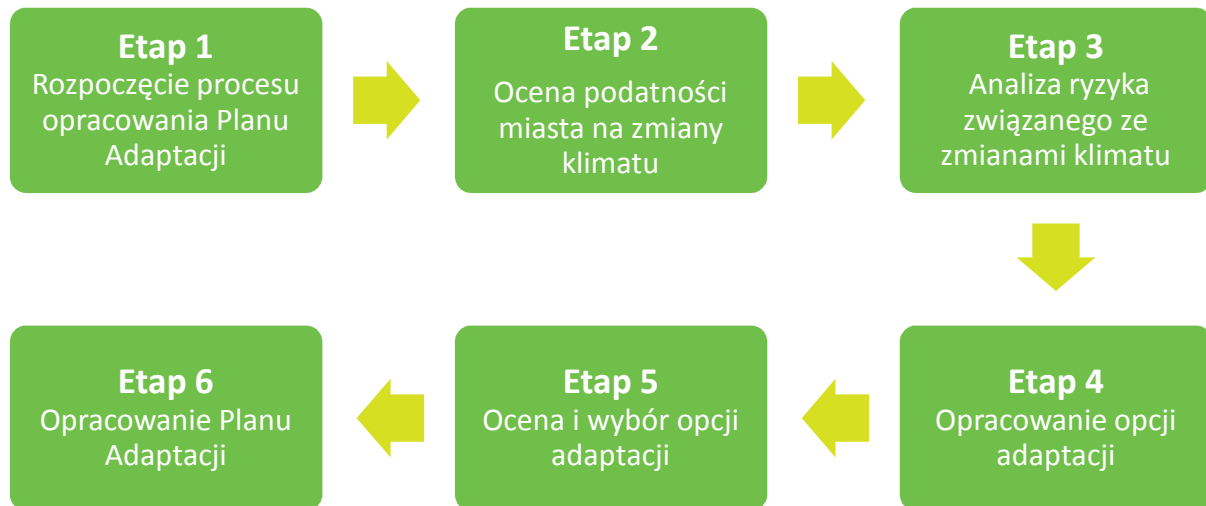 Etap 1
Rozpoczęcie procesu
opracowania Planu
Adaptacji
Etap 2
Ocena podatności
miasta na zmiany
klimatu
Etap 3
Analiza ryzyka
związanego ze
zmianami klimatu
Etap 4
Opracowanie opcji
adaptacji
Etap 5
Ocena i wybór opcji
adaptacji
Etap 6
Opracowanie Planu
Adaptacji